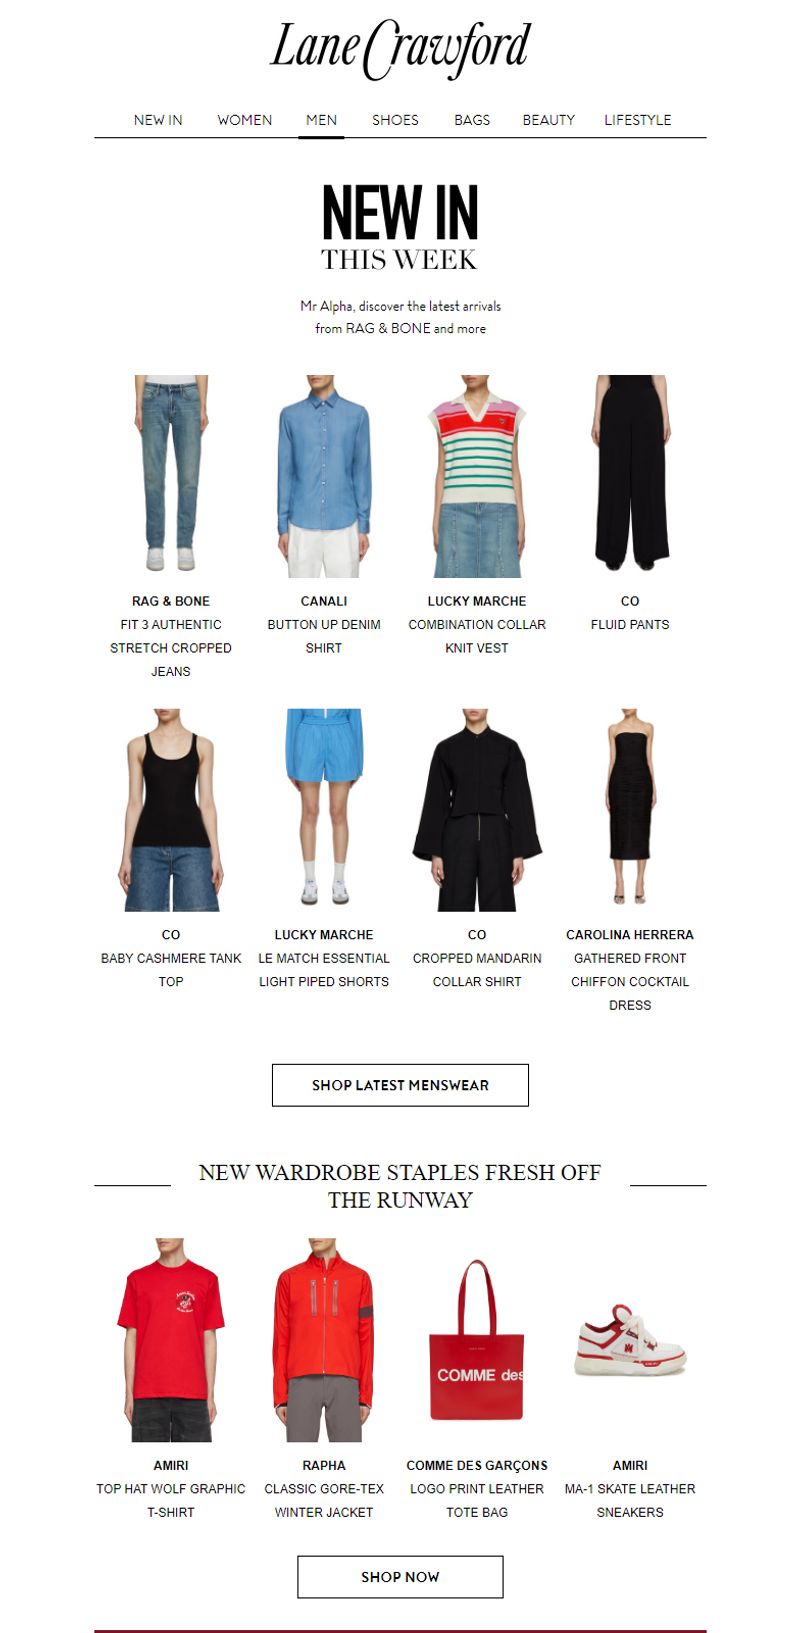 Lane Crawford
NEW IN WOMEN MEN SHOES BAGS BEAUTY LIFESTYLE
NEW IN
THIS WEEK
Mr Alpha, discover the latest arrivals
from RAG & BONE and more
RAG & BONE
FIT 3 AUTHENTIC
STRETCH CROPPED
JEANS
CANALI
BUTTON UP DENIM
SHIRT
LUCKY MARCHE
COMBINATION COLLAR
KNIT VEST
CO
FLUID PANTS
CO
BABY CASHMERE TANK
TOP
LUCKY MARCHE
LE MATCH ESSENTIAL
LIGHT PIPED SHORTS
CO
CROPPED MANDARIN
COLLAR SHIRT
CAROLINA HERRERA
GATHERED FRONT
CHIFFON COCKTAIL
DRESS
SHOP LATEST MENSWEAR
NEW WARDROBE STAPLES FRESH OFF
THE RUNWAY
COMME des
AMIRI
TOP HAT WOLF GRAPHIC
T-SHIRT
RAPHA
CLASSIC GORE-TEX
WINTER JACKET
COMME DES GARÇONS
LOGO PRINT LEATHER
TOTE BAG
AMIRI
MA-1 SKATE LEATHER
SNEAKERS
SHOP NOW